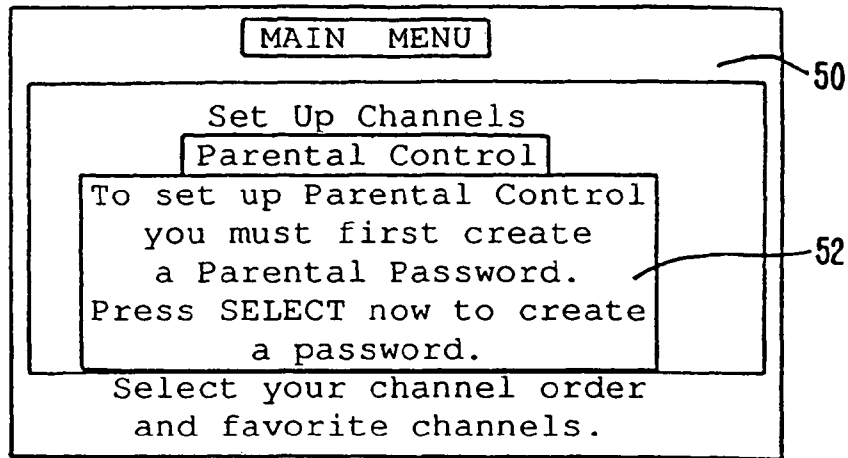 MAIN MENU
50
Set Up Channels
Parental Control
To set up Parental Control
you must first create
a Parental Password.
52
Press SELECT now to create
a password.
Select your channel order
and favorite channels.